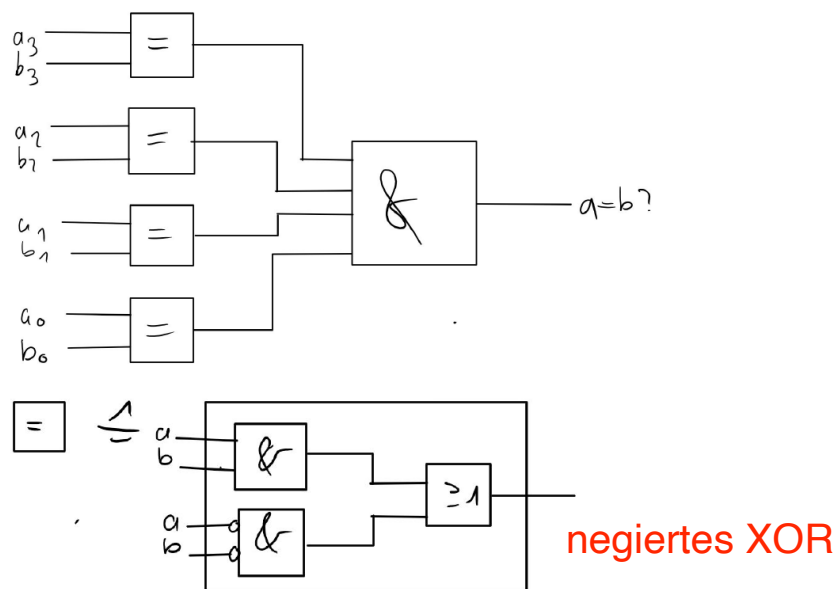 a₃
b₃
=
a₂
b₂
=
a₁
b₁
=
a₀
b₀
=
&
a=b?
= ≙
a
b
&
a
b
&
≥1
negiertes XOR